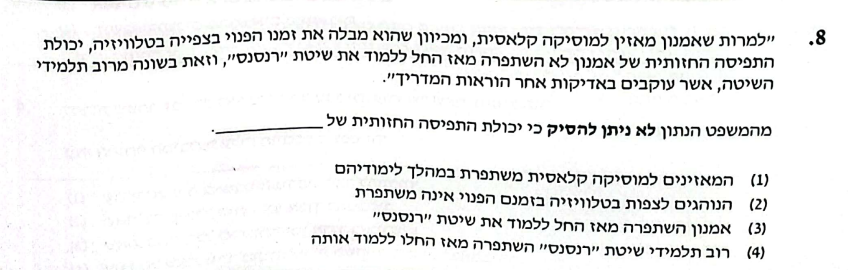 8. "למרות שאמנון מאזין למוסיקה קלאסית, ומכיוון שהוא מבלה את זמנו הפנוי בצפייה בטלוויזיה, יכולת
התפיסה החזותית של אמנון לא השתפרה מאז החל ללמוד את שיטת "רנסנס", וזאת בשונה מרוב תלמידי
השיטה, אשר עוקבים באדיקות אחר הוראות המדריך".
מהמשפט הנתון לא ניתן להסיק כי יכולת התפיסה החזותית של ____________.
(1) המאזינים למוסיקה קלאסית משתפרת במהלך לימודיהם
(2) הנוהגים לצפות בטלוויזיה בזמנם הפנוי אינה משתפרת
(3) אמנון השתפרה מאז החל ללמוד את שיטת "רנסנס"
(4) רוב תלמידי שיטת "רנסנס" השתפרה מאז החלו ללמוד אותה